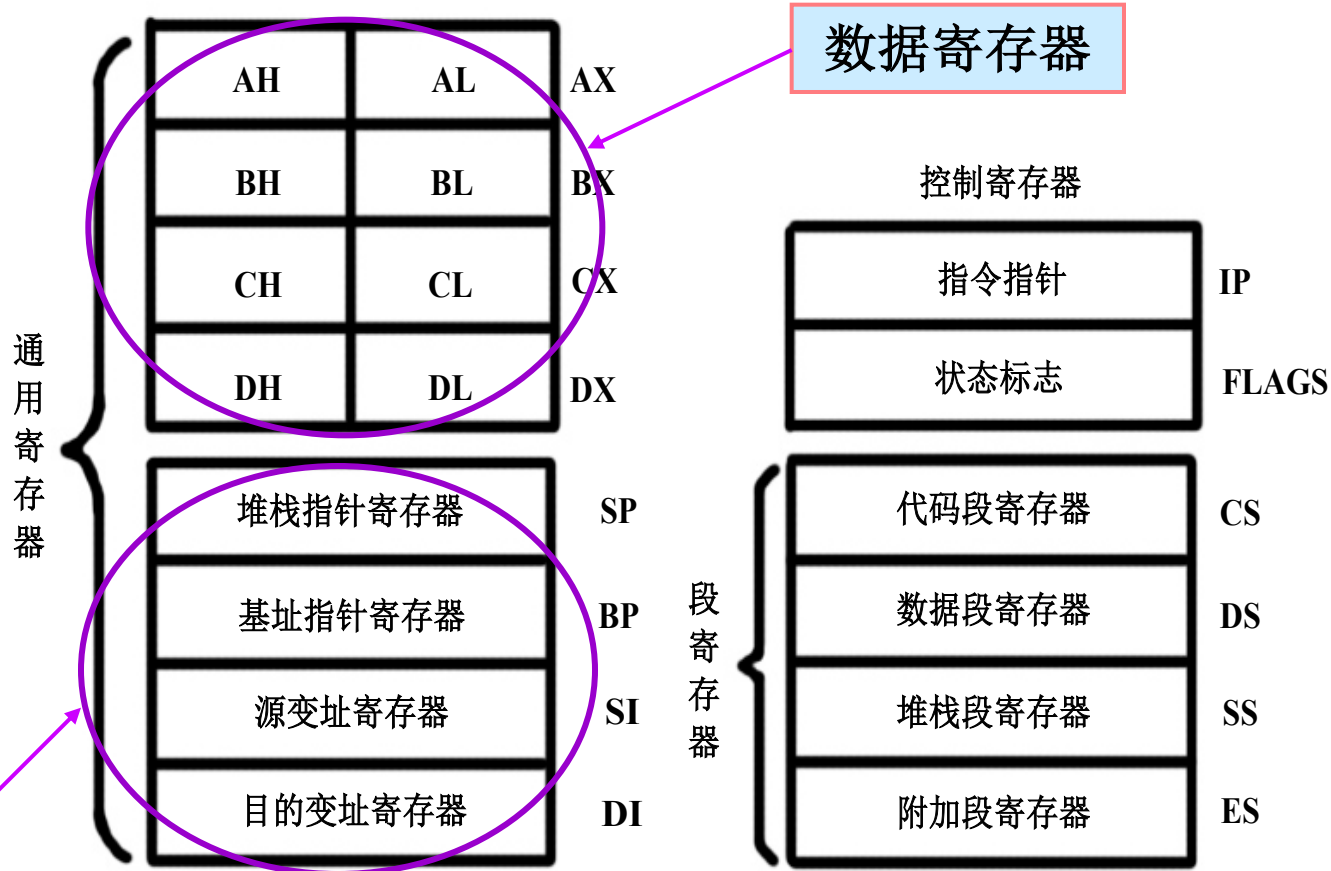 数据寄存器
AH AL AX
BH BL BX
CH CL CX
DH DL DX
通用寄存器
堆栈指针寄存器 SP
基址指针寄存器 BP
源变址寄存器 SI
目的变址寄存器 DI
控制寄存器
指令指针 IP
状态标志 FLAGS
段寄存器
代码段寄存器 CS
数据段寄存器 DS
堆栈段寄存器 SS
附加段寄存器 ES